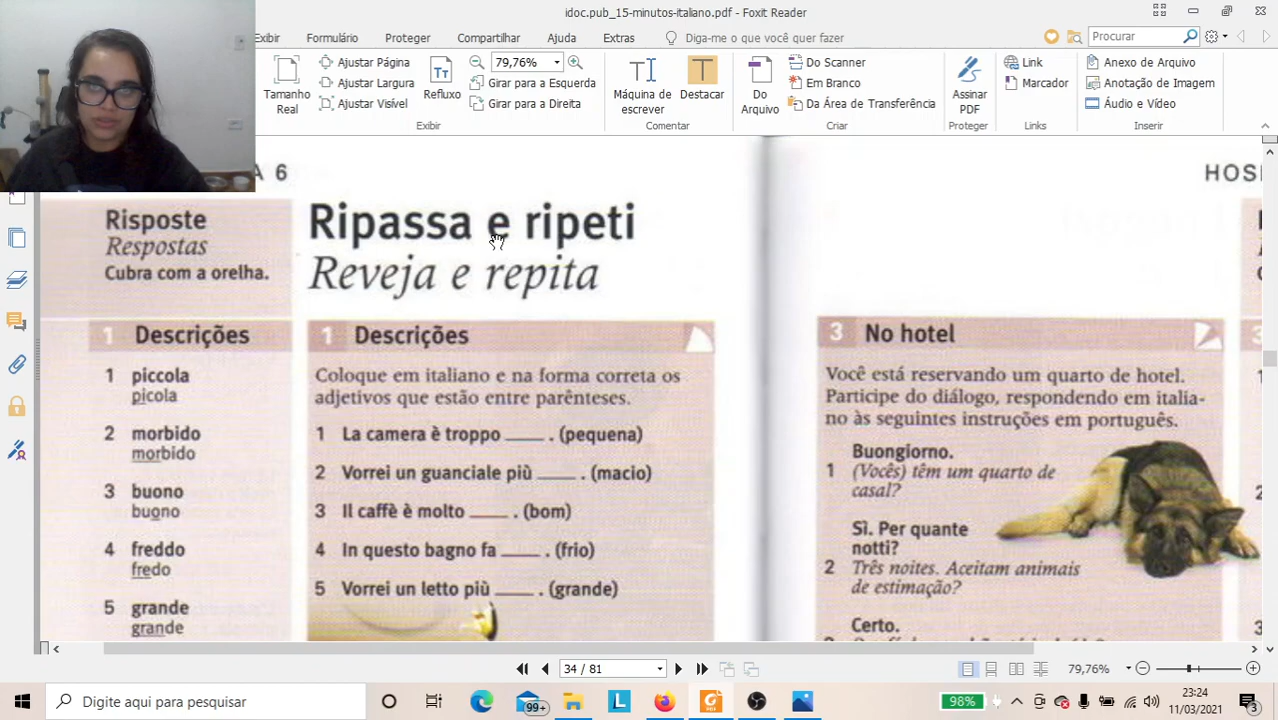 idoc.pub_15-minutos-italiano.pdf - Foxit Reader
Exibir
Formulário
Proteger
Compartilhar
Ajuda
Extras
Diga-me o que você quer fazer
Procurar
Tamanho Real
Ajustar Página
Ajustar Largura
Ajustar Visível
Refluxo
79,76%
Girar para a Esquerda
Girar para a Direita
Exibir
Máquina de escrever
Destacar
Comentar
Do Arquivo
Do Scanner
Em Branco
Da Área de Transferência
Criar
Assinar PDF
Proteger
Link
Marcador
Links
Anexo de Arquivo
Anotação de Imagem
Áudio e Vídeo
Inserir
A 6
Risposte
Respostas
Cubra com a orelha.
1 Descrições
1 piccola
picola
2 morbido
morbido
3 buono
buono
4 freddo
fredo
5 grande
grande
Ripassa e ripeti
Reveja e repita
1 Descrições
Coloque em italiano e na forma correta os
adjetivos que estão entre parênteses.
1 La camera è troppo ____ . (pequena)
2 Vorrei un guanciale più ____ . (macio)
3 Il caffè è molto ____ . (bom)
4 In questo bagno fa ____ . (frio)
5 Vorrei un letto più ____ . (grande)
HOSI
3 No hotel
Você está reservando um quarto de hotel.
Participe do diálogo, respondendo em italia-
no às seguintes instruções em português.
Buongiorno.
1 (Vocês) têm um quarto de
casal?
Sì. Per quante
notti?
2 Três noites. Aceitam animais
de estimação?
Certo.
34 / 81
79,76%
Digite aqui para pesquisar
99+
L
98%
23:24
11/03/2021
3